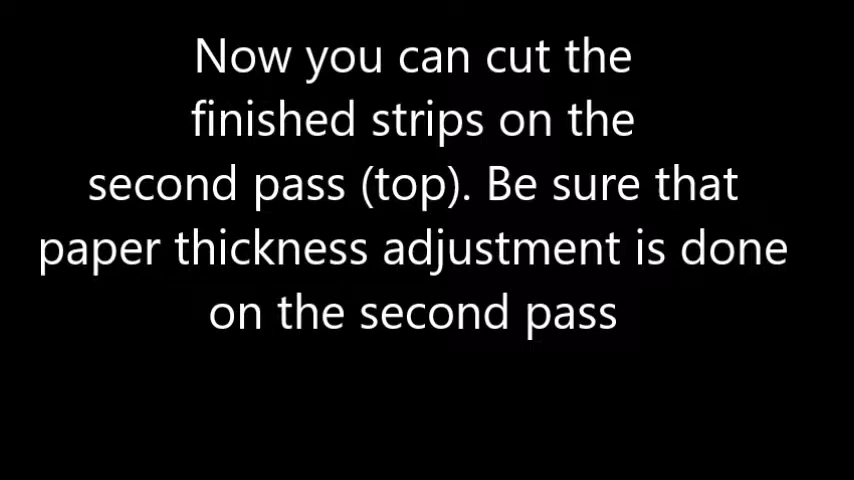 Now you can cut the
finished strips on the
second pass (top). Be sure that
paper thickness adjustment is done
on the second pass